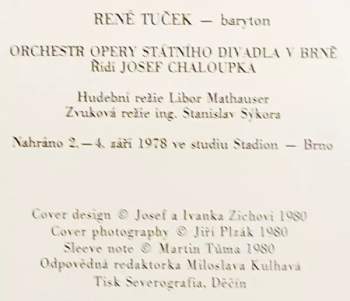 RENÉ TUČEK — baryton
ORCHESTR OPERY STÁTNÍHO DIVADLA V BRNĚ
Řídí JOSEF CHALOUPKA
Hudební režie Libor Mathauser
Zvuková režie ing. Stanislav Sýkora
Nahráno 2.—4. září 1978 ve studiu Stadion — Brno
Cover design © Josef a Ivanka Zichovi 1980
Cover photography © Jiří Plzák 1980
Sleeve note © Martin Tůma 1980
Odpovědná redaktorka Miloslava Kulhavá
Tisk Severografia, Děčín